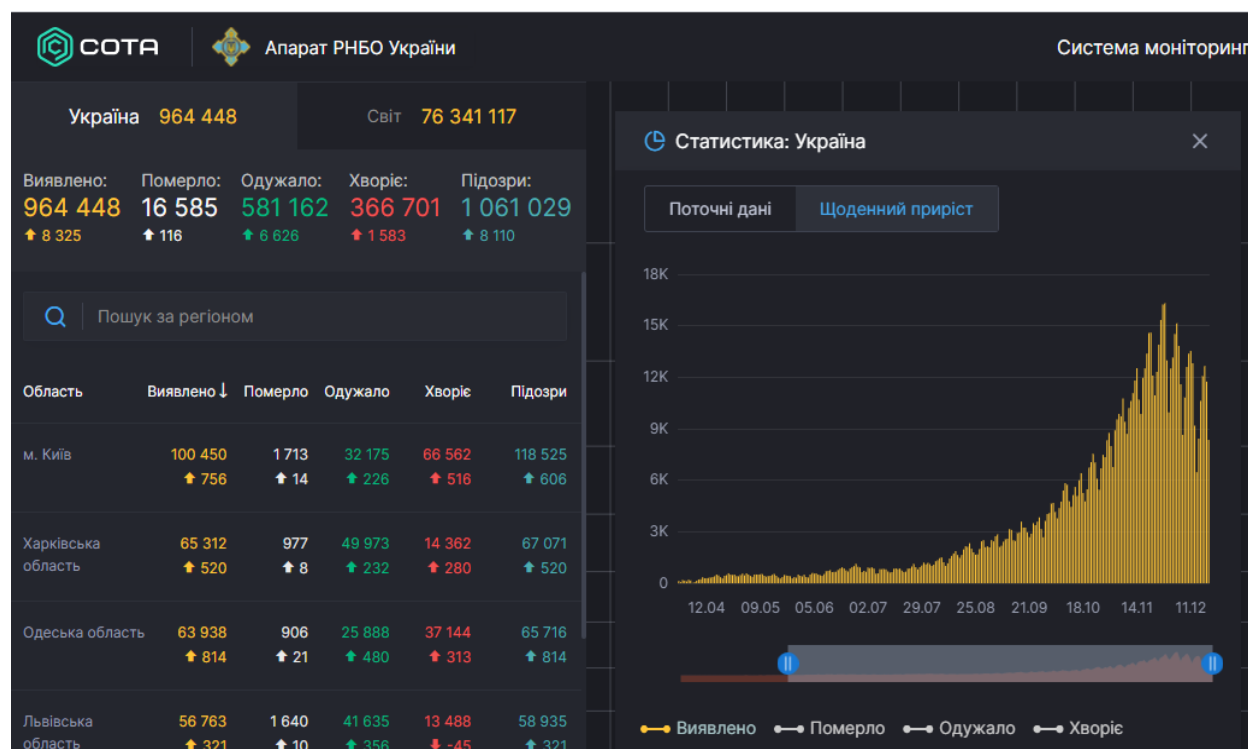 СОТА
Апарат РНБО України
Система моніторинг
Україна 964 448
Світ 76 341 117
Виявлено: Померло: Одужало: Хворіє: Підозри:
964 448 16 585 581 162 366 701 1 061 029
8 325 116 6 626 1 583 8 110
Пошук за регіоном
Область Виявлено↓ Померло Одужало Хворіє Підозри
м. Київ 100 450 1 713 32 175 66 562 118 525
756 14 226 516 606
Харківська 65 312 977 49 973 14 362 67 071
область 520 8 232 280 520
Одеська область 63 938 906 25 888 37 144 65 716
814 21 480 313 814
Львівська 56 763 1 640 41 635 13 488 58 935
область 321 10 356 -45 321
Статистика: Україна
Поточні дані Щоденний приріст
18K
15K
12K
9K
6K
3K
0
12.04 09.05 05.06 02.07 29.07 25.08 21.09 18.10 14.11 11.12
Виявлено Померло Одужало Хворіє